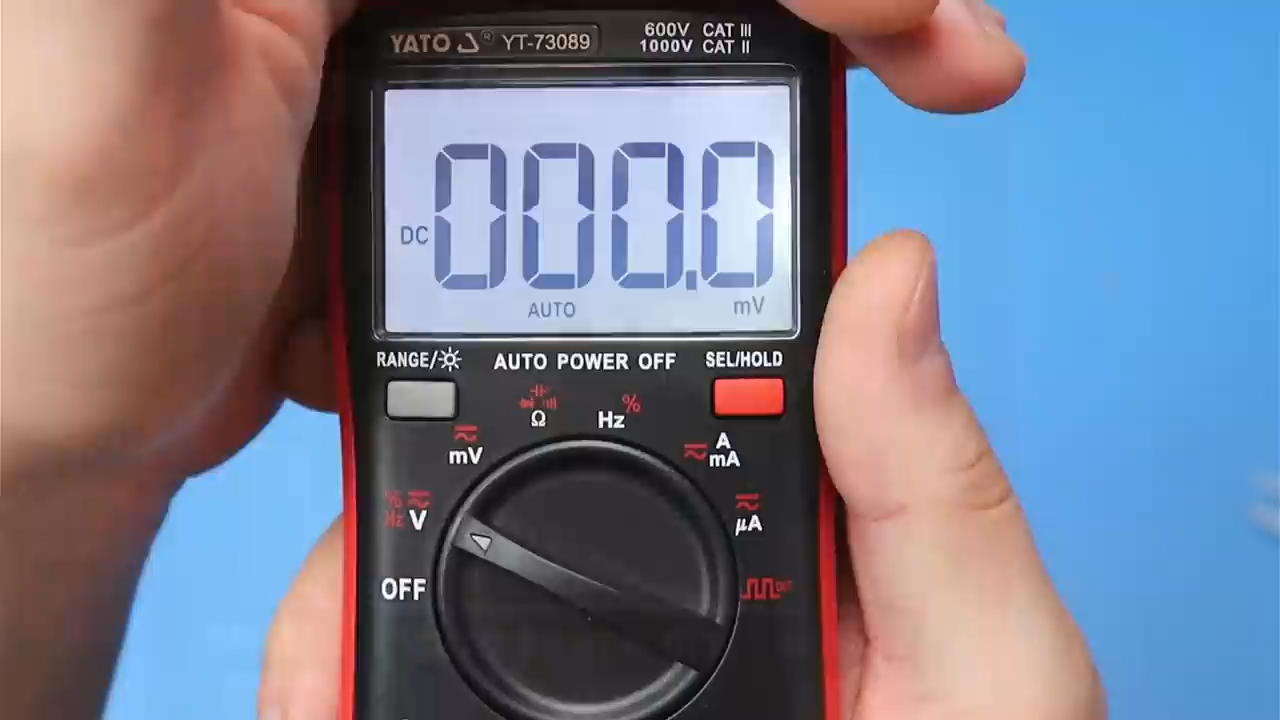 YATO ® YT-73089
600V CAT III
1000V CAT II
DC 000.0
AUTO mV
RANGE/ AUTO POWER OFF SEL/HOLD
Ω Hz %
mV
A
mA
% Hz V
µA
OFF
OUT